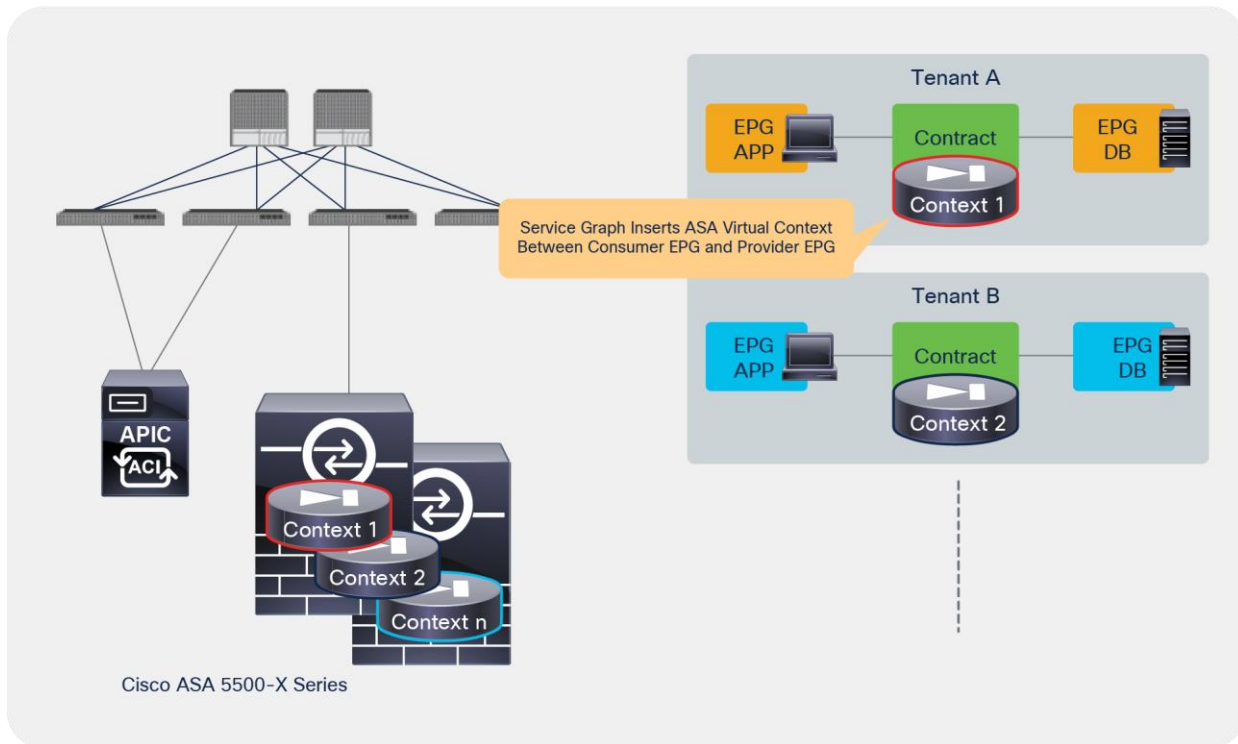 Tenant A
EPG
APP
Contract
EPG
DB
Context 1
Service Graph Inserts ASA Virtual Context
Between Consumer EPG and Provider EPG
Tenant B
EPG
APP
Contract
EPG
DB
Context 2
APIC
ACI
Context 1
Context 2
Context n
Cisco ASA 5500-X Series